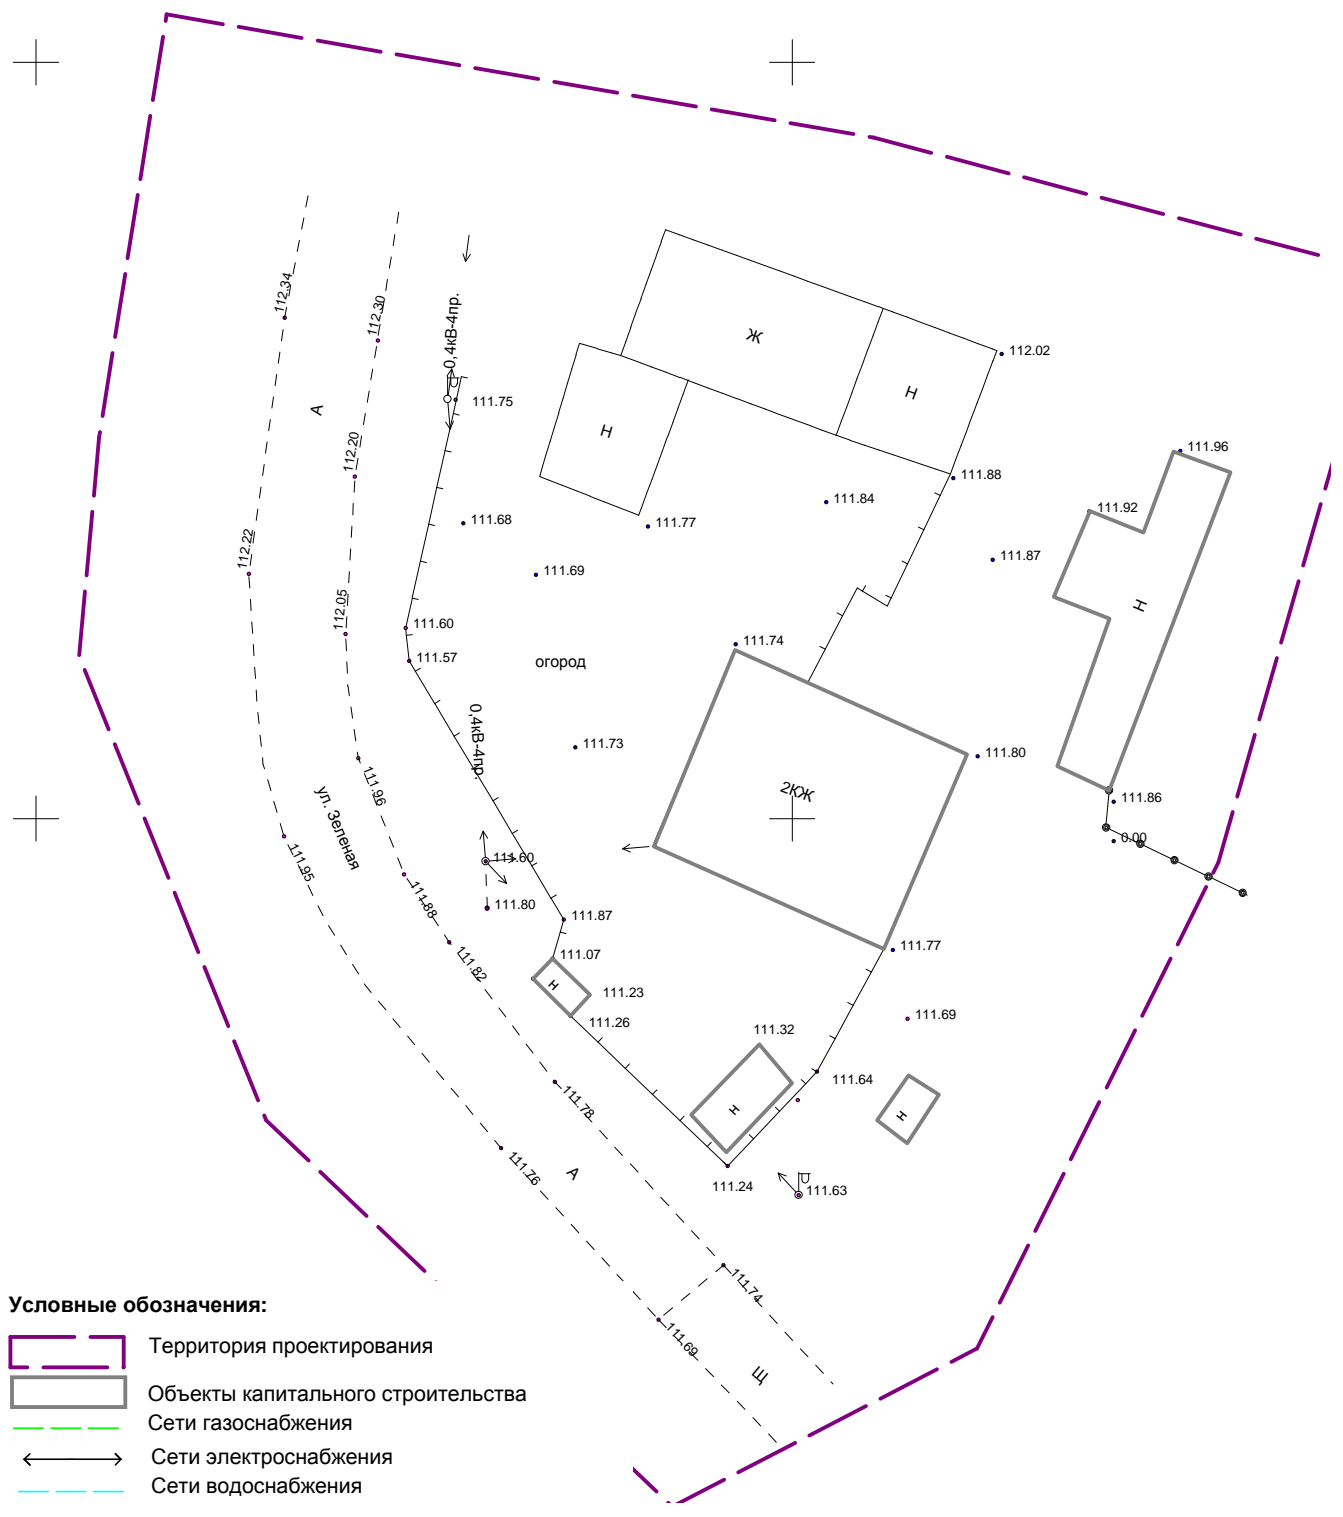 112.34
112.30
0,4кВ-4пр.
Ж
112.02
А
111.75
Н
Н
112.20
111.96
111.88
111.84
111.92
111.68
111.77
112.22
111.69
111.87
112.05
111.60
Н
111.74
111.57
огород
0,4кВ-4пр.
111.73
111.80
111.96
2КЖ
111.86
ул. Зеленая
0.00
111.95
111.60
111.88
111.80
111.87
111.82
111.07
111.77
н
111.23
111.26
111.69
111.32
111.64
111.78
н
н
111.76
А
111.24
111.63
111.74
111.69
Щ
Условные обозначения:
Территория проектирования
Объекты капитального строительства
Сети газоснабжения
Сети электроснабжения
Сети водоснабжения